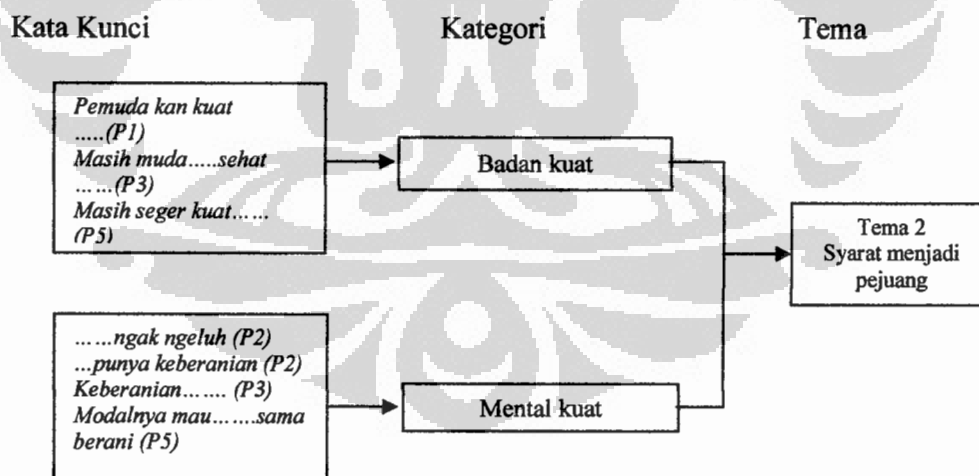 Kata Kunci Kategori Tema
Pemuda kan kuat
.....(P1)
Masih muda.....sehat
......(P3)
Masih seger kuat......
(P5)
Badan kuat
Tema 2
Syarat menjadi
pejuang
......ngak ngeluh (P2)
...punya keberanian (P2)
Keberanian....... (P3)
Modalnya mau.......sama
berani (P5)
Mental kuat